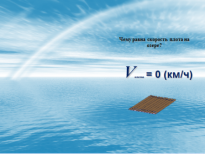 Чему равна скорость плота на
озере?
V = 0 (км/ч)